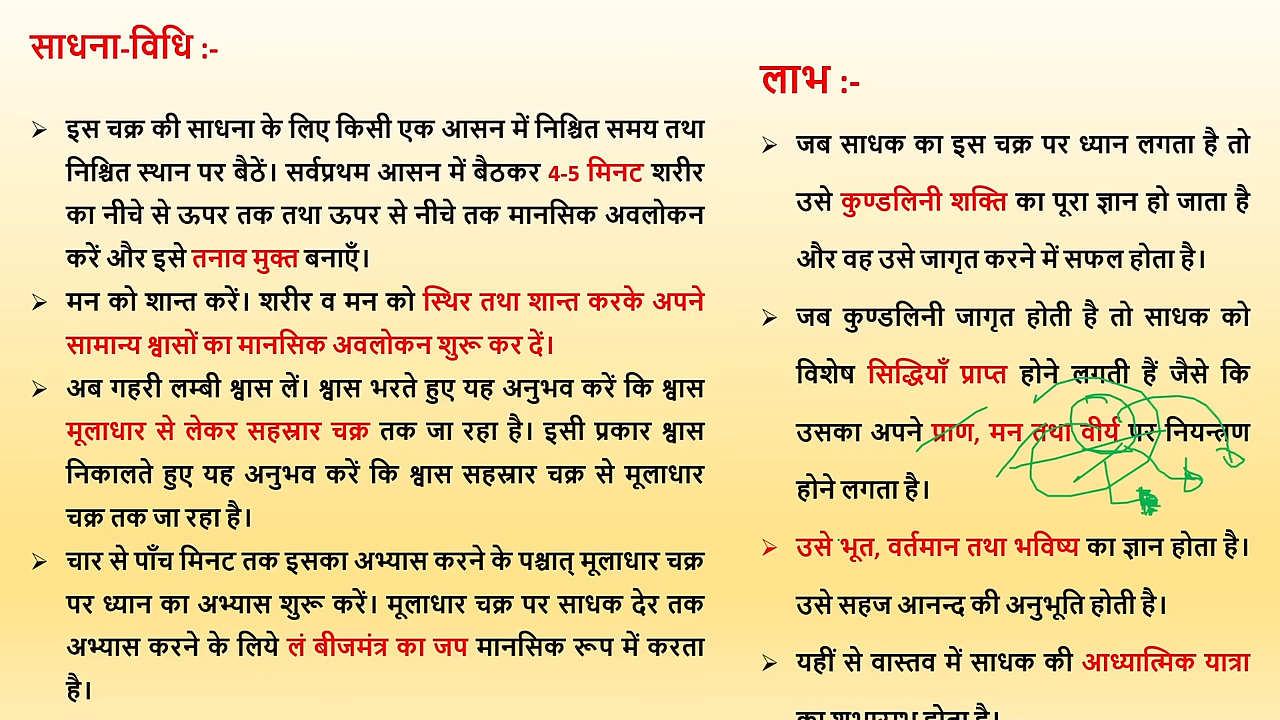 साधना-विधि :-
➢ इस चक्र की साधना के लिए किसी एक आसन में निश्चित समय तथा
निश्चित स्थान पर बैठें। सर्वप्रथम आसन में बैठकर 4-5 मिनट शरीर
का नीचे से ऊपर तक तथा ऊपर से नीचे तक मानसिक अवलोकन
करें और इसे तनाव मुक्त बनाएँ।
➢ मन को शान्त करें। शरीर व मन को स्थिर तथा शान्त करके अपने
सामान्य श्वासों का मानसिक अवलोकन शुरू कर दें।
➢ अब गहरी लम्बी श्वास लें। श्वास भरते हुए यह अनुभव करें कि श्वास
मूलाधार से लेकर सहस्रार चक्र तक जा रहा है। इसी प्रकार श्वास
निकालते हुए यह अनुभव करें कि श्वास सहस्रार चक्र से मूलाधार
चक्र तक जा रहा है।
➢ चार से पाँच मिनट तक इसका अभ्यास करने के पश्चात् मूलाधार चक्र
पर ध्यान का अभ्यास शुरू करें। मूलाधार चक्र पर साधक देर तक
अभ्यास करने के लिये लं बीजमंत्र का जप मानसिक रूप में करता
है।
लाभ :-
➢ जब साधक का इस चक्र पर ध्यान लगता है तो
उसे कुण्डलिनी शक्ति का पूरा ज्ञान हो जाता है
और वह उसे जागृत करने में सफल होता है।
➢ जब कुण्डलिनी जागृत होती है तो साधक को
विशेष सिद्धियाँ प्राप्त होने लगती हैं जैसे कि
उसका अपने प्राण, मन तथा वीर्य पर नियन्त्रण
होने लगता है।
➢ उसे भूत, वर्तमान तथा भविष्य का ज्ञान होता है।
उसे सहज आनन्द की अनुभूति होती है।
➢ यहीं से वास्तव में साधक की आध्यात्मिक यात्रा
का शुभारम्भ होता है।